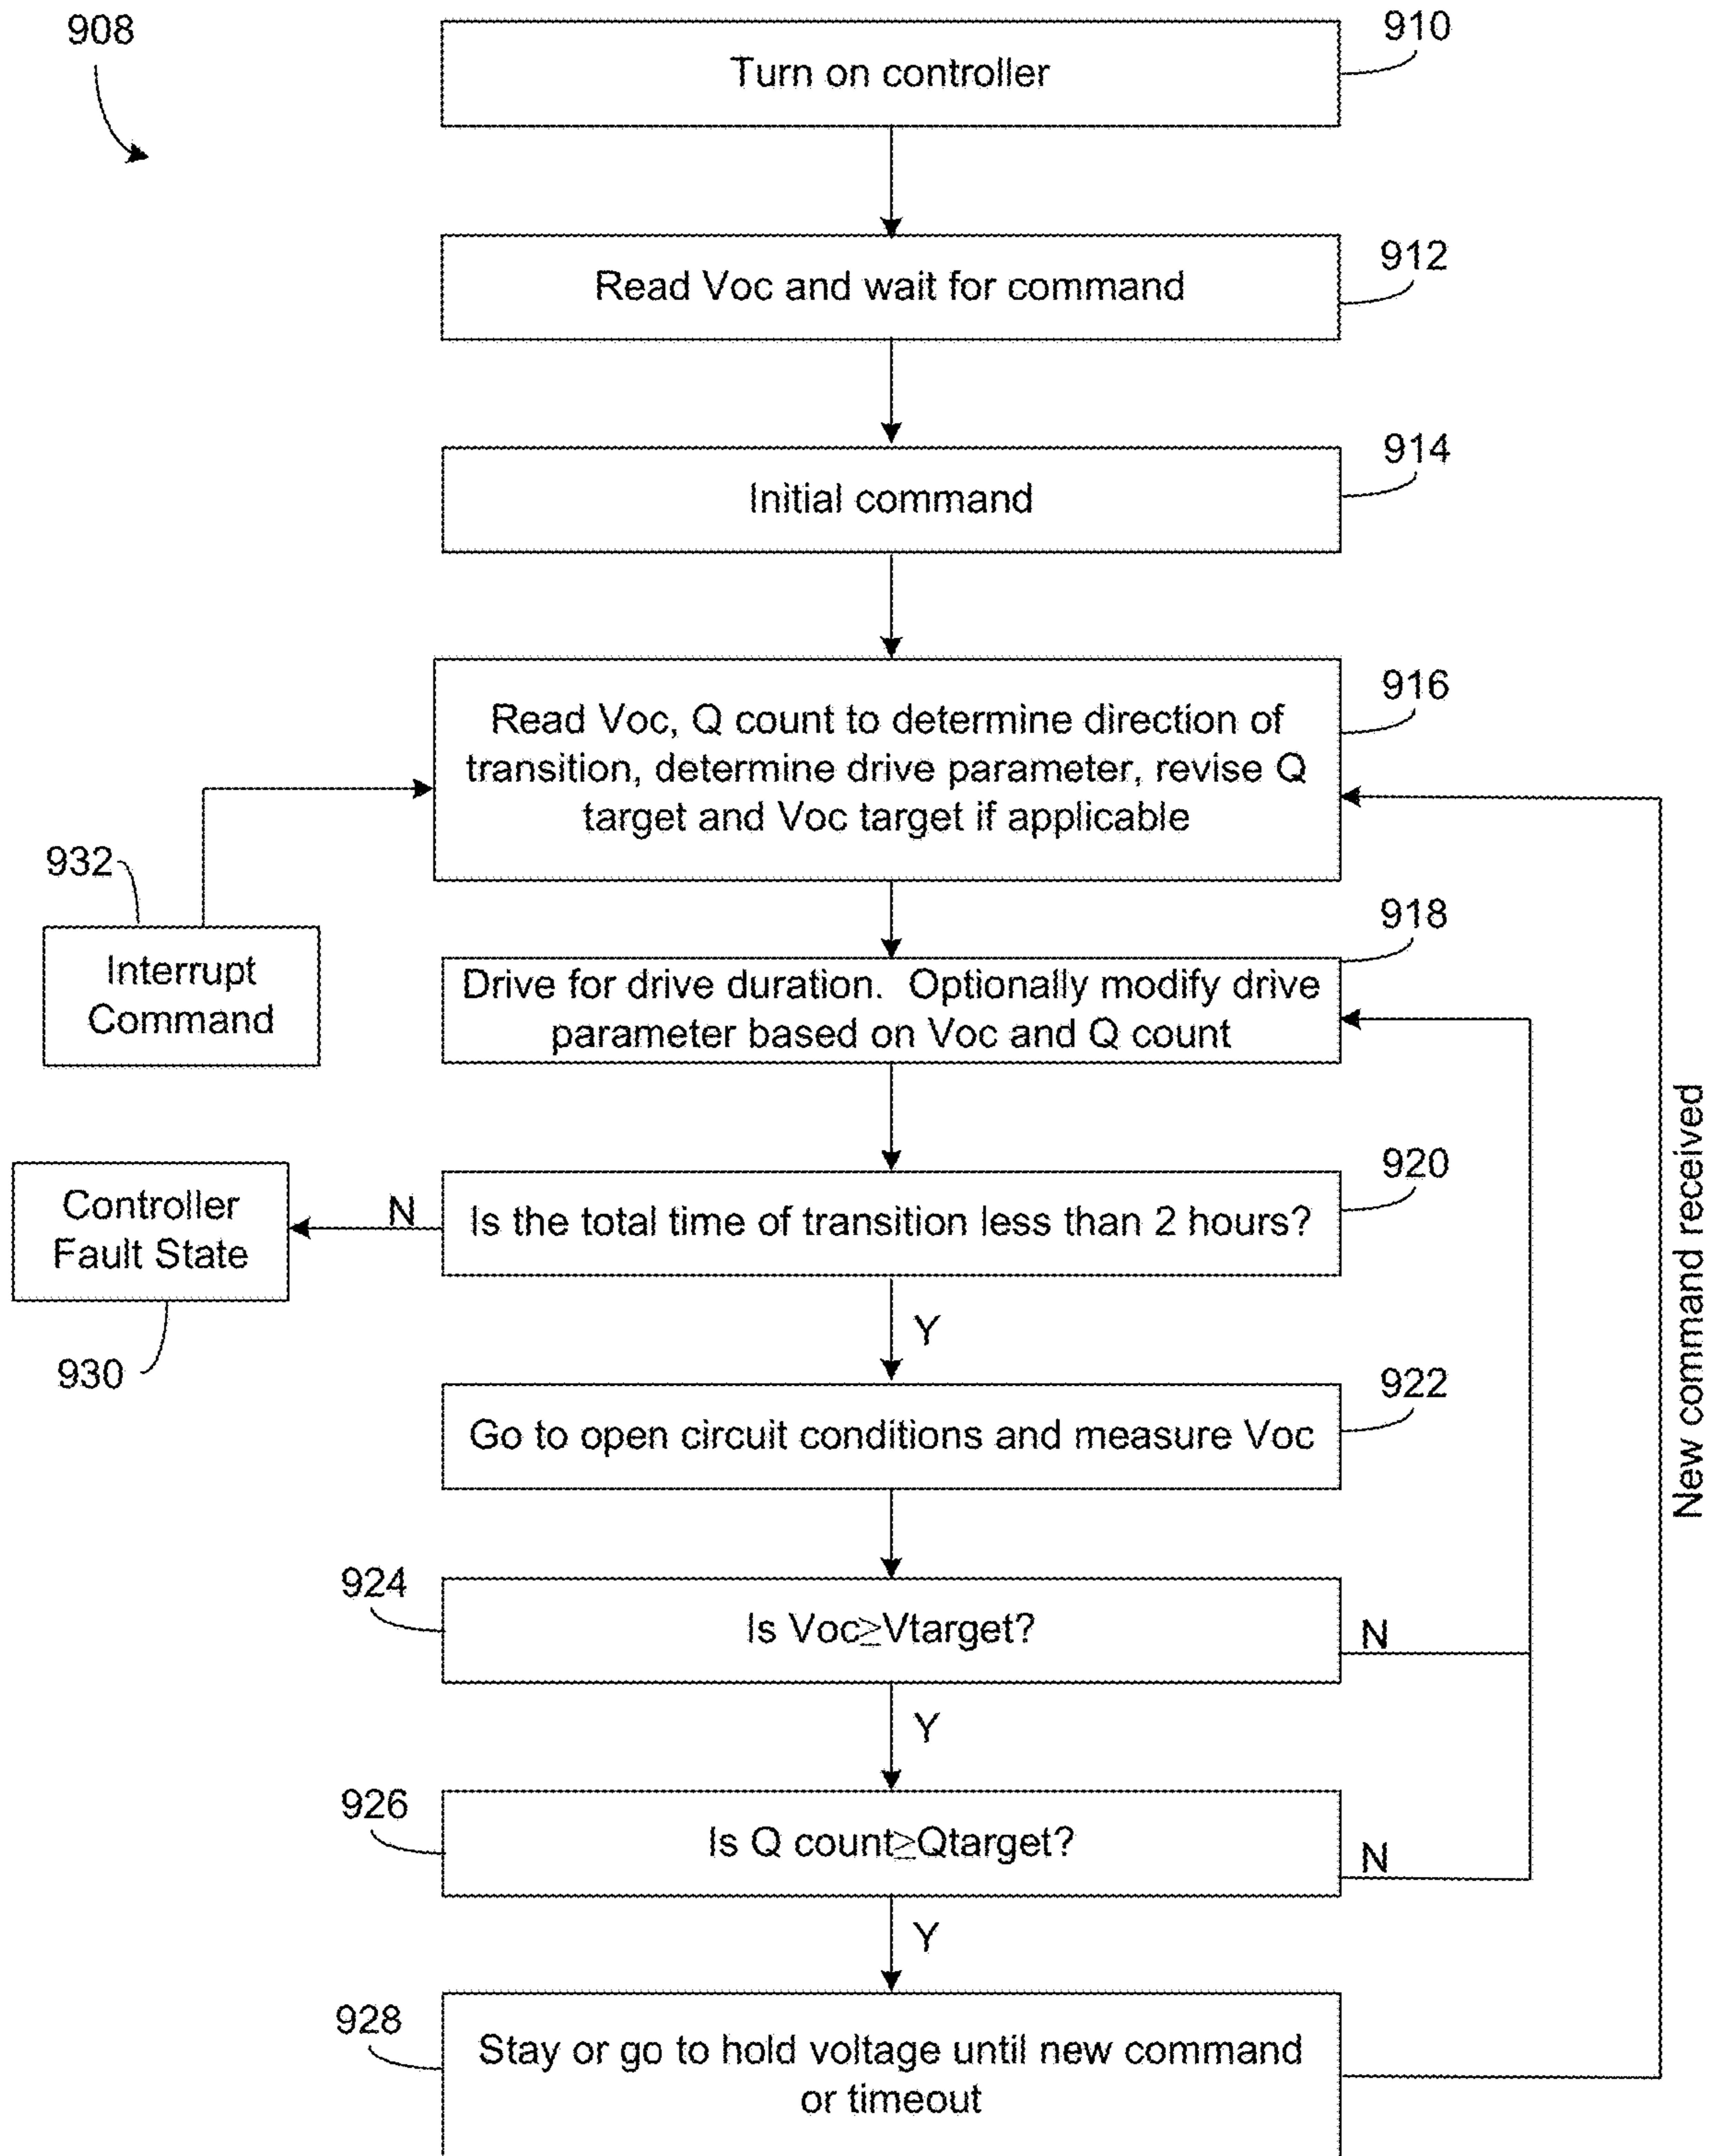 908
910
Turn on controller
912
Read Voc and wait for command
914
Initial command
916
Read Voc, Q count to determine direction of
transition, determine drive parameter, revise Q
target and Voc target if applicable
932
Interrupt
Command
918
Drive for drive duration. Optionally modify drive
parameter based on Voc and Q count
920
Is the total time of transition less than 2 hours?
N
Controller
Fault State
930
Y
922
Go to open circuit conditions and measure Voc
924
Is Voc≥Vtarget?
N
Y
926
Is Q count≥Qtarget?
N
Y
928
Stay or go to hold voltage until new command
or timeout
New command received